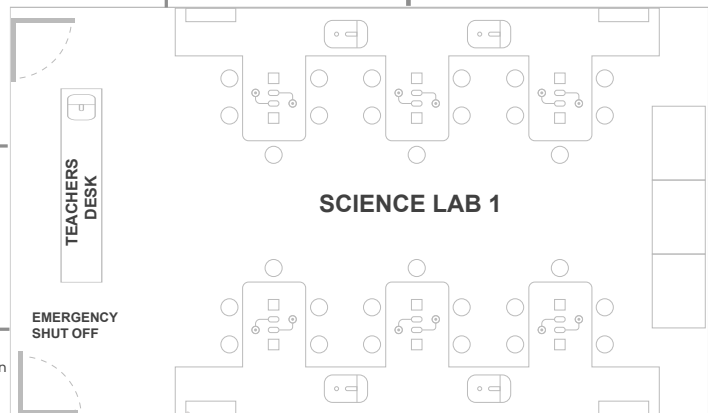 TEACHERS
DESK
SCIENCE LAB 1
EMERGENCY
SHUT OFF
n